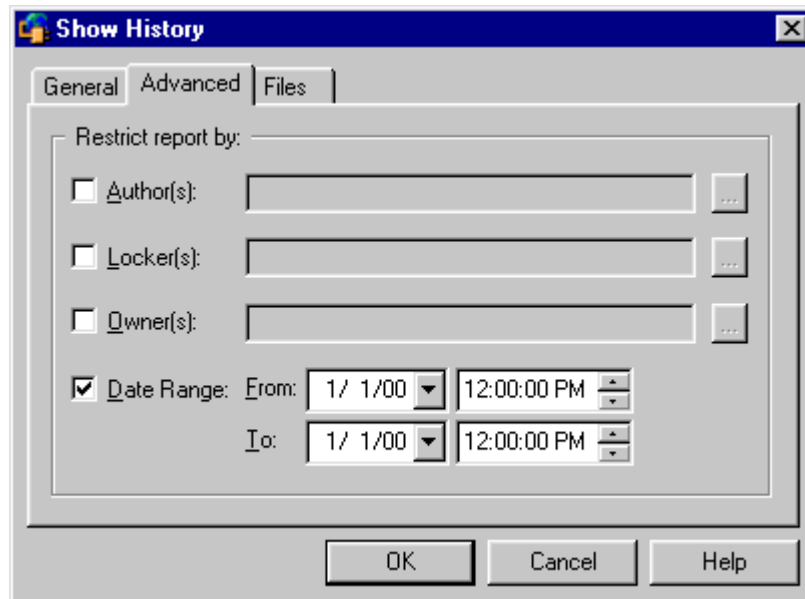 Show History
General Advanced Files
Restrict report by:
Author(s): ...
Locker(s): ...
Owner(s): ...
Date Range: From: 1/ 1/00 12:00:00 PM
To: 1/ 1/00 12:00:00 PM
OK Cancel Help